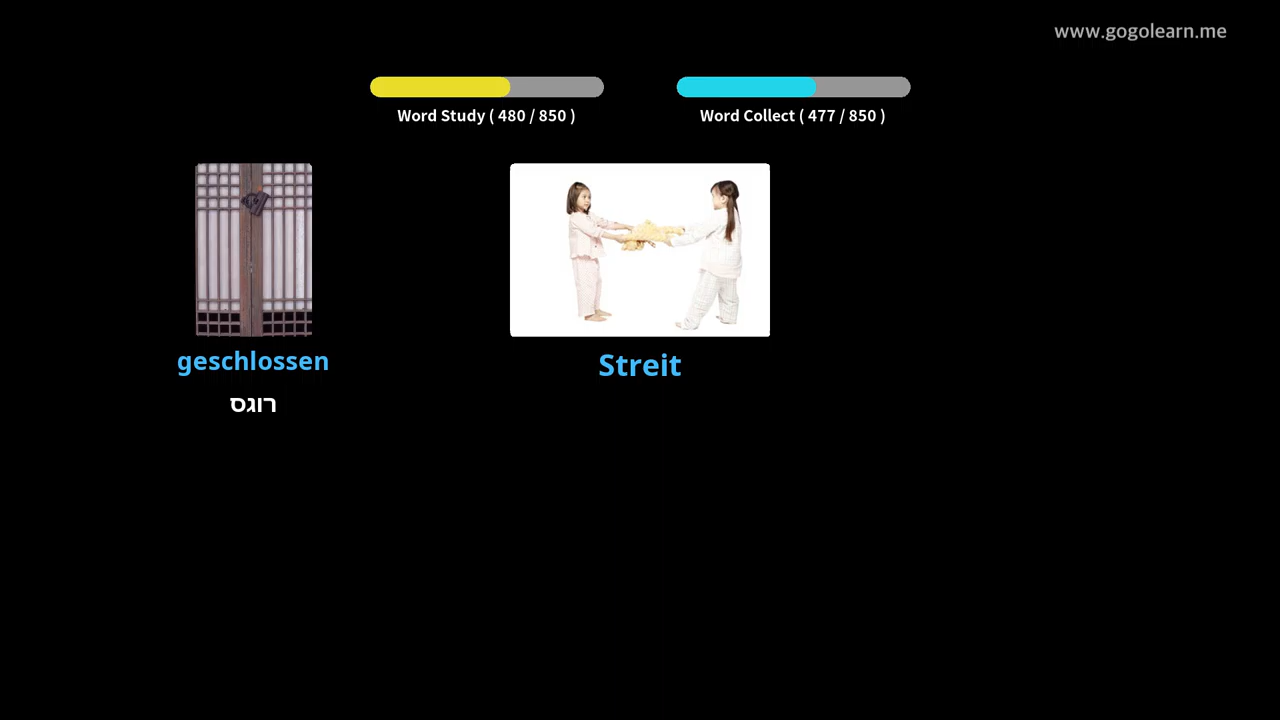 www.gogolearn.me
Word Study ( 480 / 850 )
Word Collect ( 477 / 850 )
geschlossen
רוגס
Streit